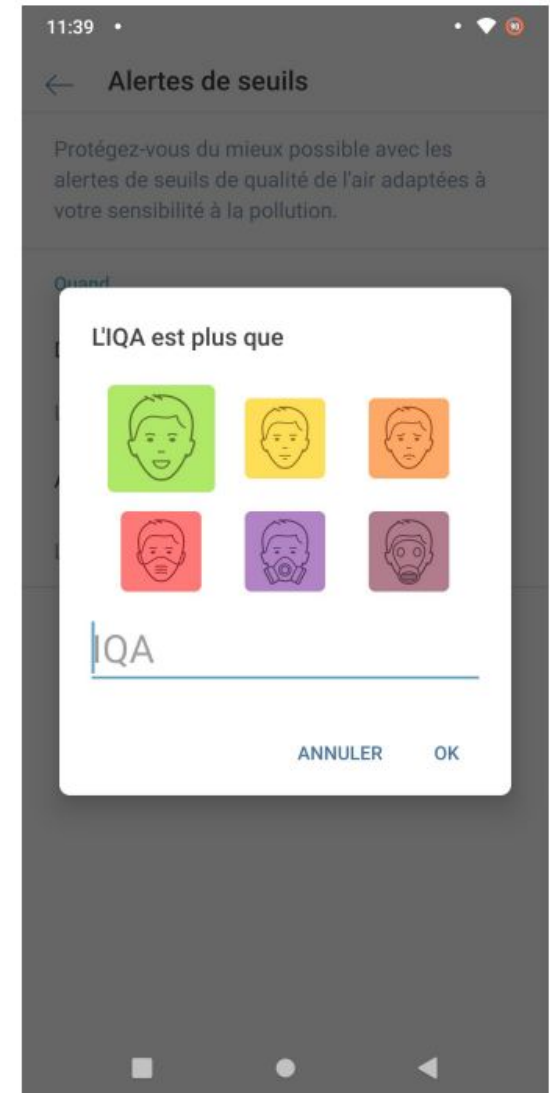 11:39
Alertes de seuils
Protégez-vous du mieux possible avec les
alertes de seuils de qualité de l'air adaptées à
votre sensibilité à la pollution.
Quand
L'IQA est plus que
IQA
ANNULER OK